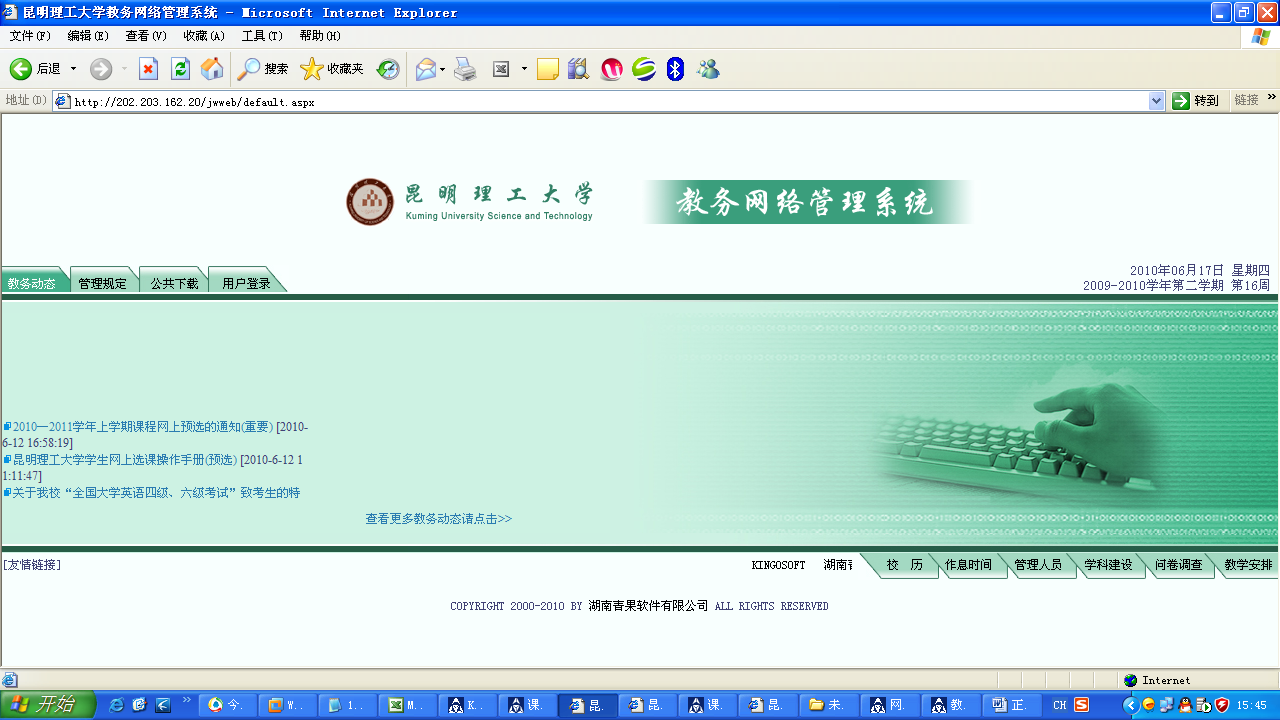 昆明理工大学教务网络管理系统 - Microsoft Internet Explorer
文件(F) 编辑(E) 查看(V) 收藏(A) 工具(T) 帮助(H)
后退 搜索 收藏夹
地址(D) http://202.203.162.20/jwweb/default.aspx 转到 链接 »
昆明理工大学 教务网络管理系统
Kuming University Science and Technology
教务动态 管理规定 公共下载 用户登录
2010年06月17日 星期四
2009-2010学年第二学期 第16周
2010—2011学年上学期课程网上预选的通知(重要) [2010-
6-12 16:58:19]
昆明理工大学学生网上选课操作手册(预选) [2010-6-12 1
1:11:47]
关于我校“全国大学英语四级、六级考试”致考生的特
查看更多教务动态请点击>>
[友情链接] KINGOSOFT 湖南 校 历 作息时间 管理人员 学科建设 问卷调查 教学安排
COPYRIGHT 2000-2010 BY 湖南青果软件有限公司 ALL RIGHTS RESERVED
Internet
开始 » 今. W.. 1.. M.. K. 课. 昆. 昆. 课. 昆. 未. 网. 教. 正. CH 15:45